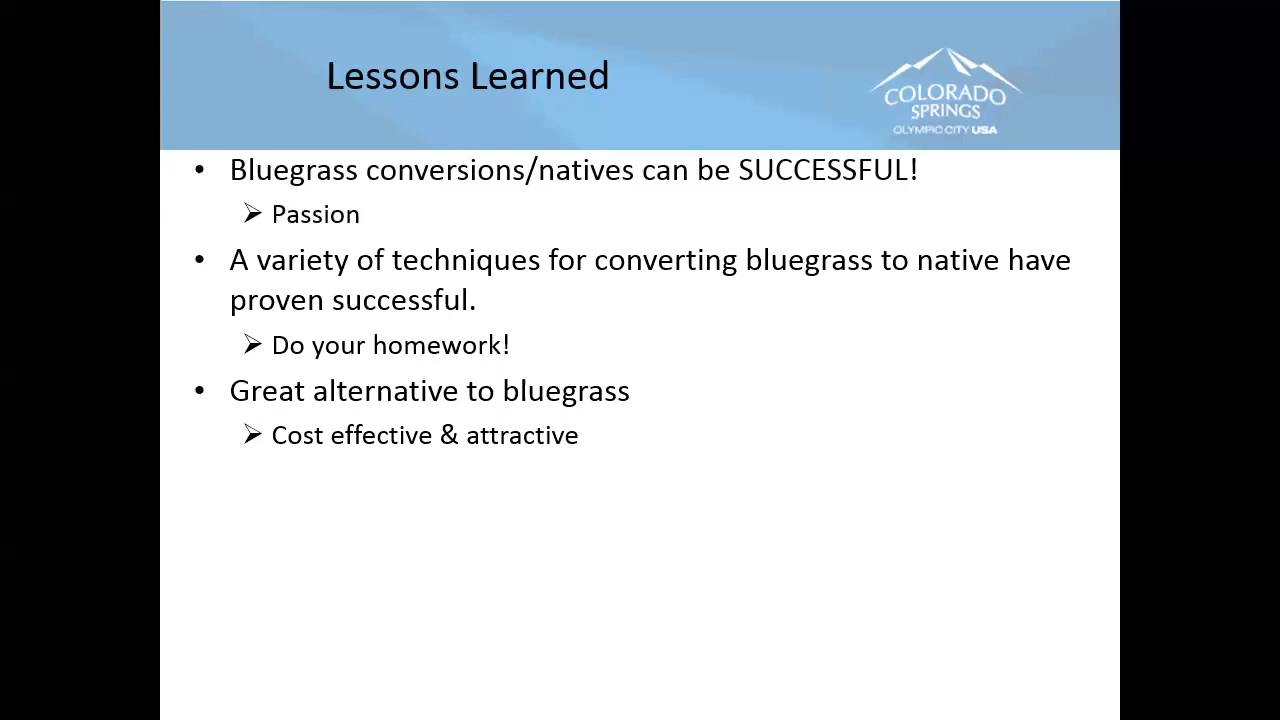 Lessons Learned
COLORADO
SPRINGS
OLYMPIC CITY USA
• Bluegrass conversions/natives can be SUCCESSFUL!
➢ Passion
• A variety of techniques for converting bluegrass to native have
proven successful.
➢ Do your homework!
• Great alternative to bluegrass
➢ Cost effective & attractive